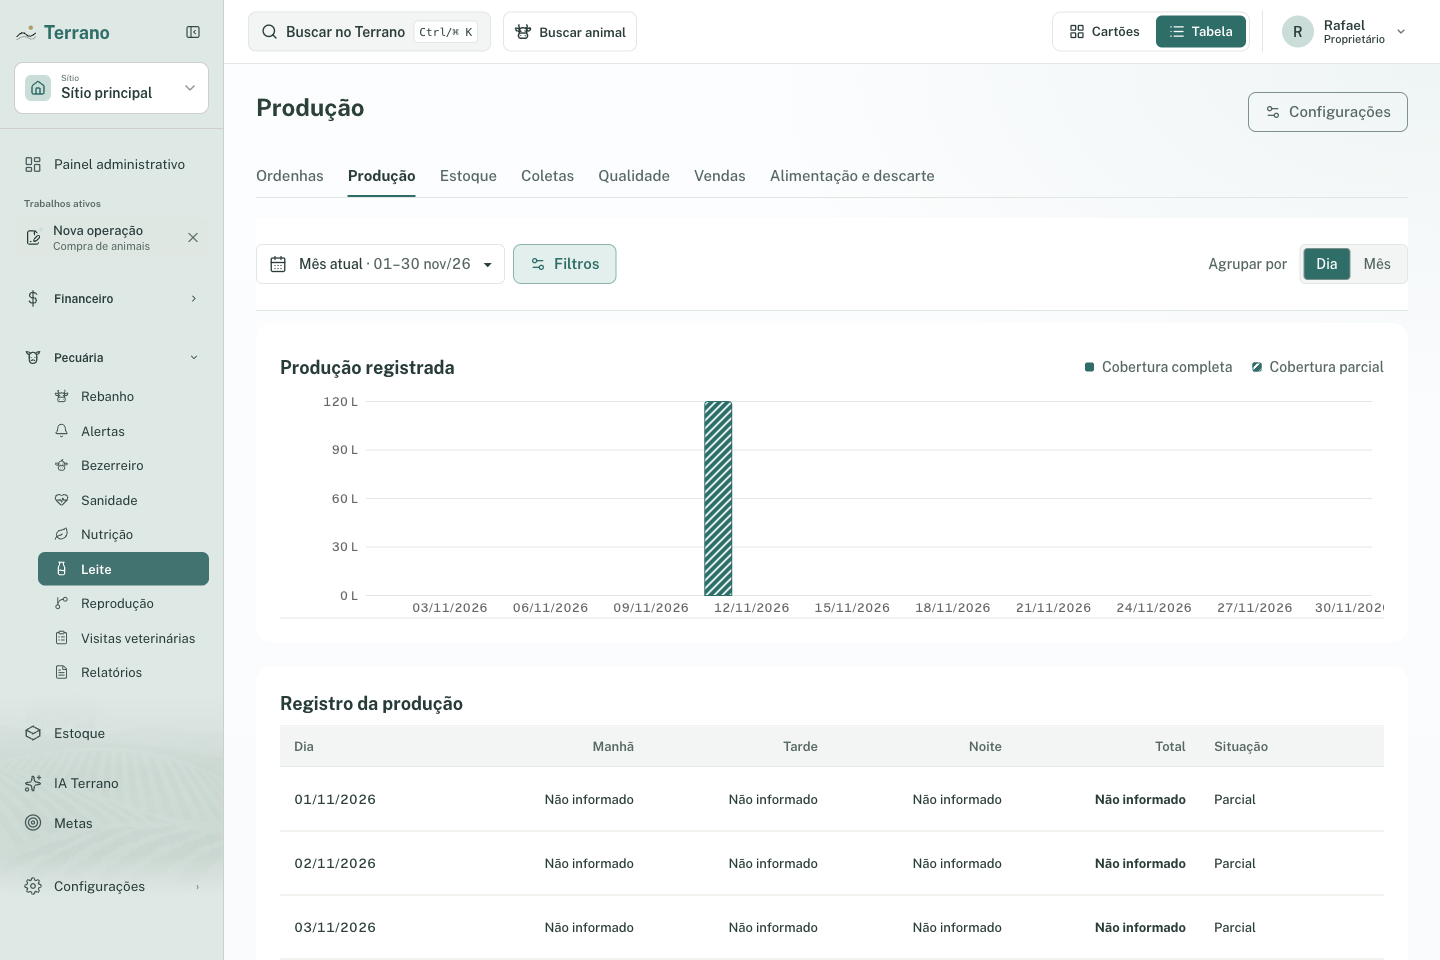 Terrano
Buscar no Terrano Ctrl/⌘ K
Buscar animal
Cartões
Tabela
R
Rafael
Proprietário
Sítio
Sítio principal
Painel administrativo
Trabalhos ativos
Nova operação
Compra de animais
Financeiro
Pecuária
Rebanho
Alertas
Bezerreiro
Sanidade
Nutrição
Leite
Reprodução
Visitas veterinárias
Relatórios
Estoque
IA Terrano
Metas
Configurações
Produção
Configurações
Ordenhas Produção Estoque Coletas Qualidade Vendas Alimentação e descarte
Mês atual · 01–30 nov/26
Filtros
Agrupar por Dia Mês
Produção registrada
Cobertura completa Cobertura parcial
120 L
90 L
60 L
30 L
0 L
03/11/2026 06/11/2026 09/11/2026 12/11/2026 15/11/2026 18/11/2026 21/11/2026 24/11/2026 27/11/2026 30/11/2026
Registro da produção
Dia Manhã Tarde Noite Total Situação
01/11/2026 Não informado Não informado Não informado Não informado Parcial
02/11/2026 Não informado Não informado Não informado Não informado Parcial
03/11/2026 Não informado Não informado Não informado Não informado Parcial